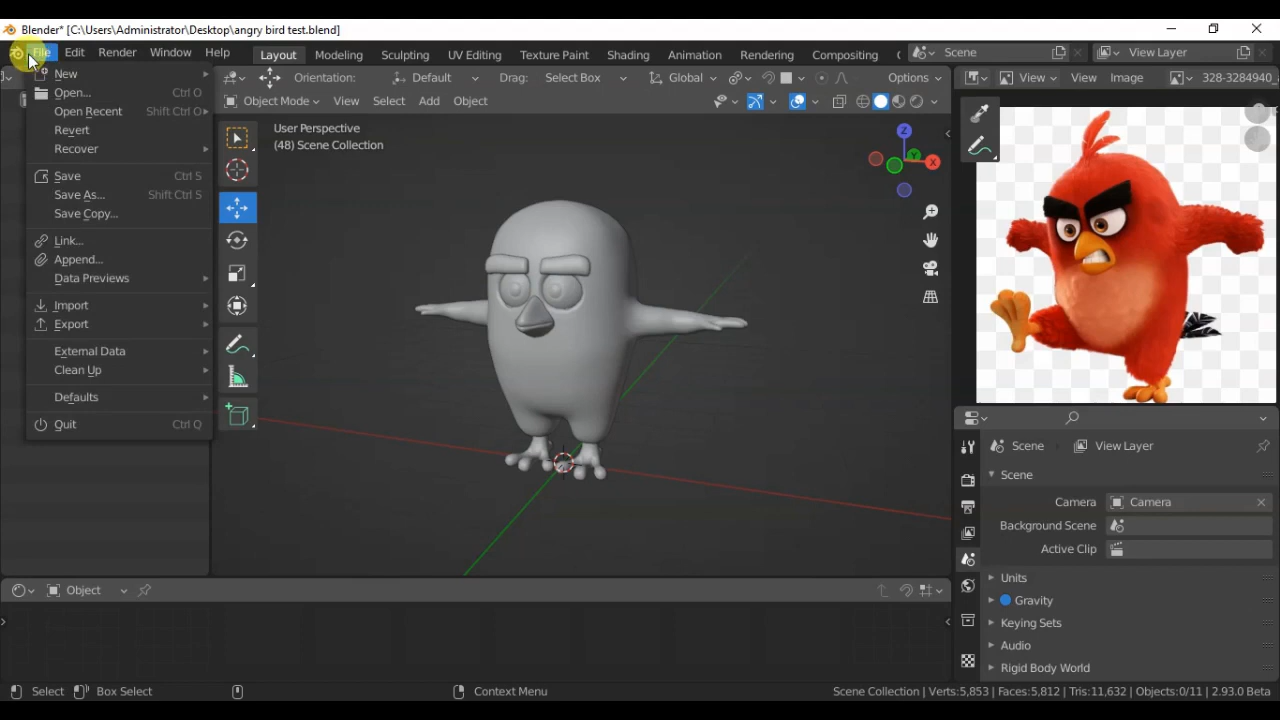 Blender* [C:\Users\Administrator\Desktop\angry bird test.blend]
File Edit Render Window Help
Layout Modeling Sculpting UV Editing Texture Paint Shading Animation Rendering Compositing
Scene
View Layer
New
Open... Ctrl O
Open Recent Shift Ctrl O
Revert
Recover
Save Ctrl S
Save As... Shift Ctrl S
Save Copy...
Link...
Append...
Data Previews
Import
Export
External Data
Clean Up
Defaults
Quit Ctrl Q
Orientation: Default Drag: Select Box Global Options
Object Mode View Select Add Object
User Perspective
(48) Scene Collection
Z
Y
X
View View Image 328-3284940_
Scene View Layer
Scene
Camera Camera
Background Scene
Active Clip
Units
Gravity
Keying Sets
Audio
Rigid Body World
Object
Select Box Select Context Menu
Scene Collection | Verts:5,853 | Faces:5,812 | Tris:11,632 | Objects:0/11 | 2.93.0 Beta